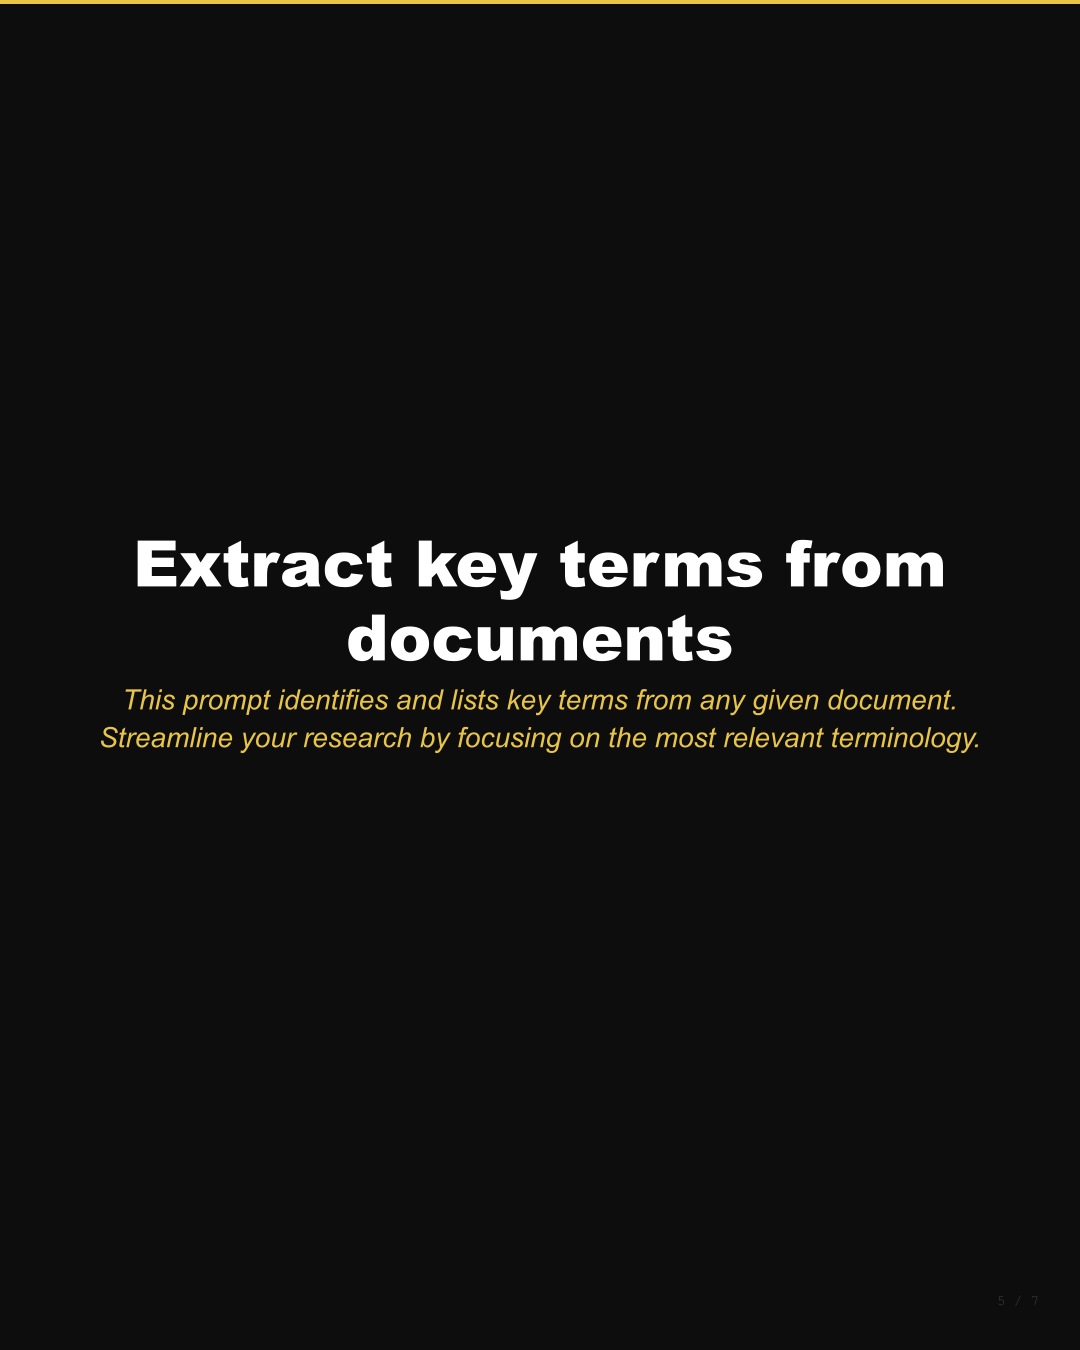 Extract key terms from
documents
This prompt identifies and lists key terms from any given document.
Streamline your research by focusing on the most relevant terminology.
5 / 7